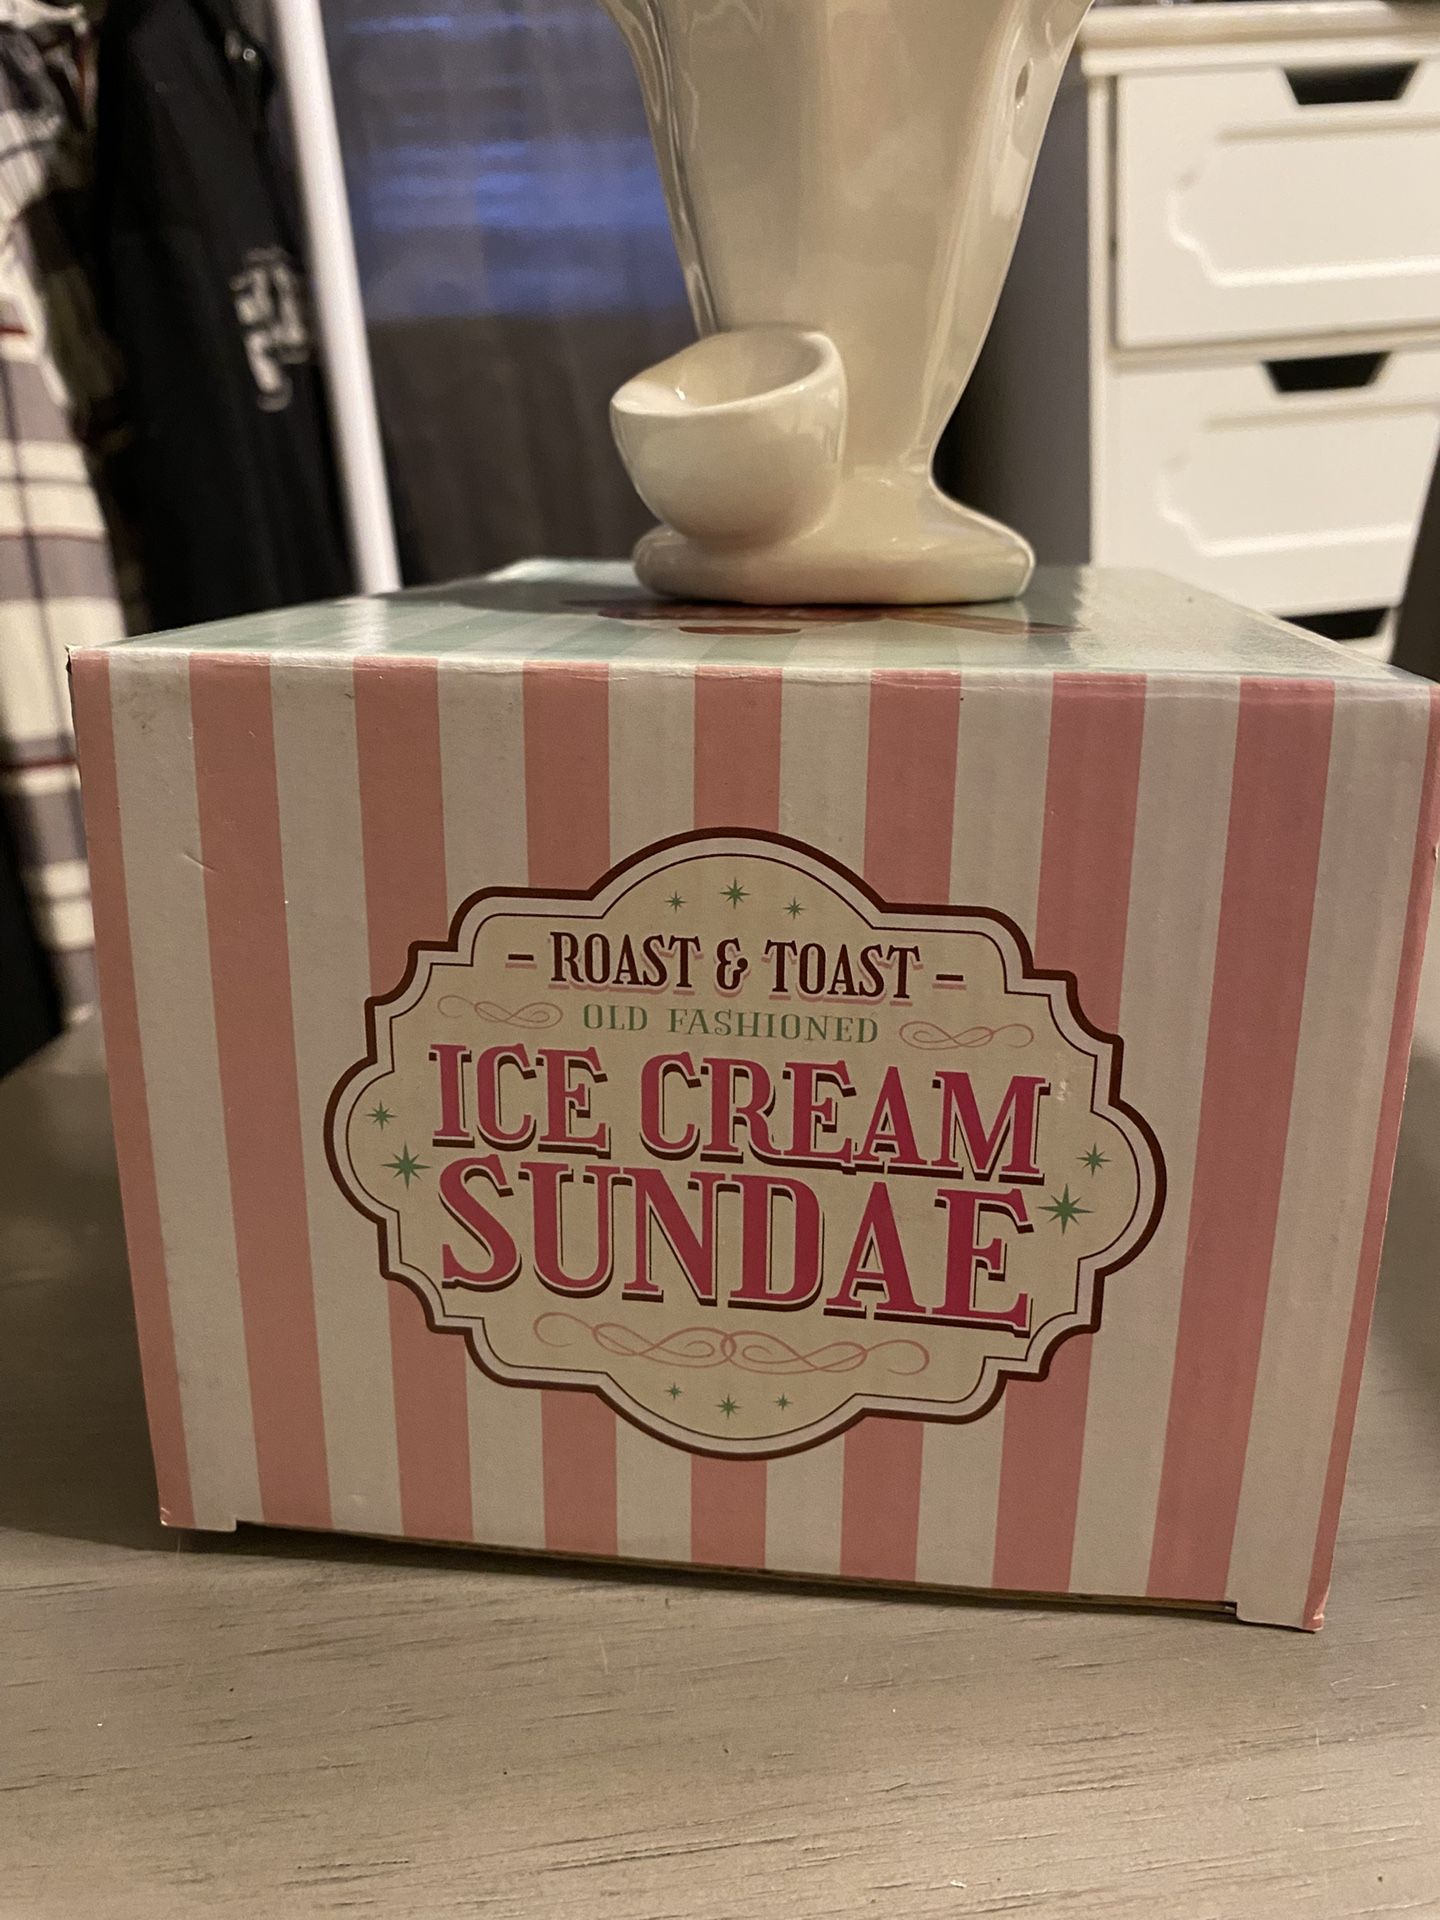 - ROAST & TOAST -
OLD FASHIONED
ICE CREAM
SUNDAE